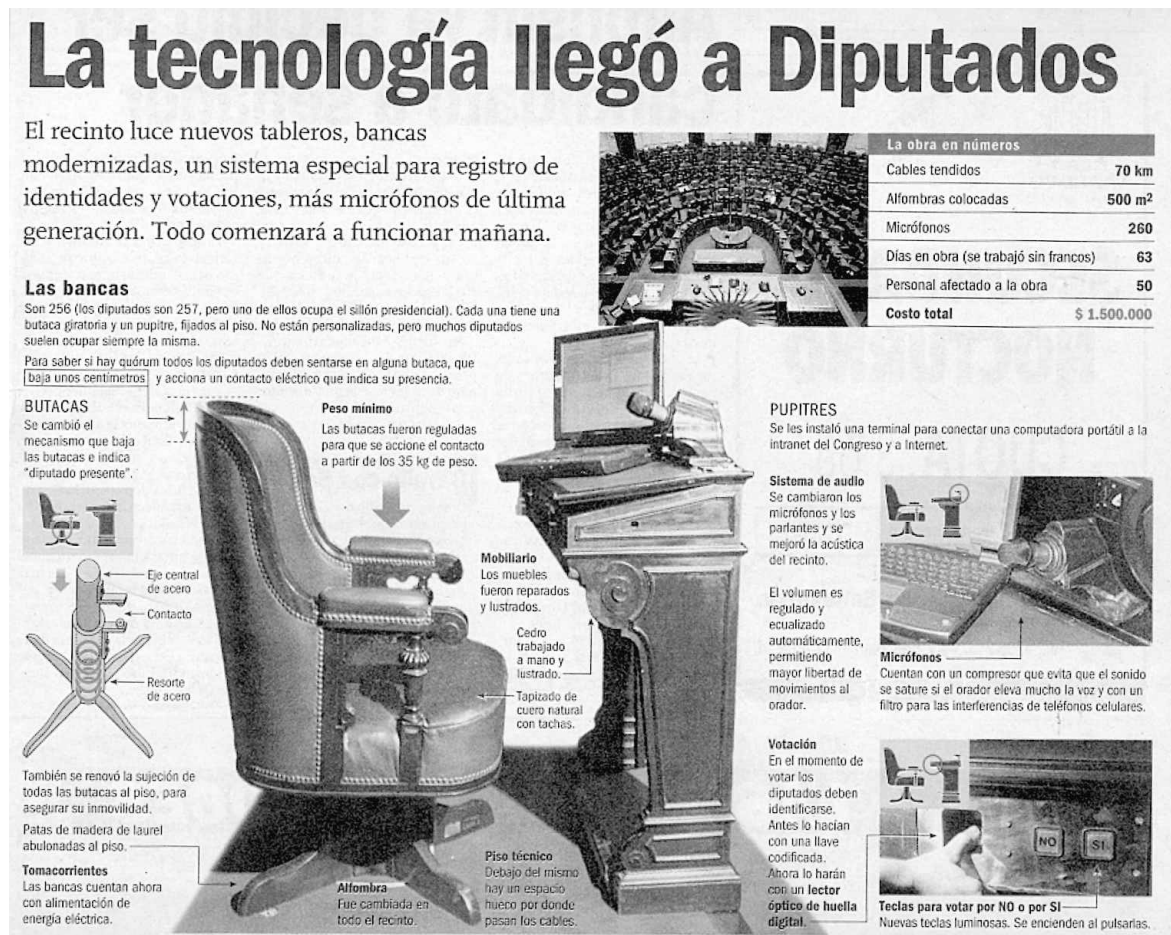 La tecnología llegó a Diputados
El recinto luce nuevos tableros, bancas
modernizadas, un sistema especial para registro de
identidades y votaciones, más micrófonos de última
generación. Todo comenzará a funcionar mañana.
La obra en números
Cables tendidos 70 km
Alfombras colocadas 500 m²
Micrófonos 260
Días en obra (se trabajó sin francos) 63
Personal afectado a la obra 50
Costo total $ 1.500.000
Las bancas
Son 256 (los diputados son 257, pero uno de ellos ocupa el sillón presidencial). Cada una tiene una
butaca giratoria y un pupitre, fijados al piso. No están personalizadas, pero muchos diputados
suelen ocupar siempre la misma.
Para saber si hay quórum todos los diputados deben sentarse en alguna butaca, que
baja unos centímetros y acciona un contacto eléctrico que indica su presencia.
BUTACAS
Se cambió el
mecanismo que baja
las butacas e indica
"diputado presente".
Eje central
de acero
Contacto
Resorte
de acero
También se renovó la sujeción de
todas las butacas al piso, para
asegurar su inmovilidad.
Patas de madera de laurel
abulonadas al piso.
Tomacorrientes
Las bancas cuentan ahora
con alimentación de
energía eléctrica.
Peso mínimo
Las butacas fueron reguladas
para que se accione el contacto
a partir de los 35 kg de peso.
Mobiliario
Los muebles
fueron reparados
y lustrados.
Cedro
trabajado
a mano y
lustrado.
Tapizado de
cuero natural
con tachas.
Alfombra
Fue cambiada en
todo el recinto.
Piso técnico
Debajo del mismo
hay un espacio
hueco por donde
pasan los cables.
PUPITRES
Se les instaló una terminal para conectar una computadora portátil a la
intranet del Congreso y a Internet.
Sistema de audio
Se cambiaron los
micrófonos y los
parlantes y se
mejoró la acústica
del recinto.
El volumen es
regulado y
ecualizado
automáticamente,
permitiendo
mayor libertad de
movimientos al
orador.
Micrófonos
Cuentan con un compresor que evita que el sonido
se sature si el orador eleva mucho la voz y con un
filtro para las interferencias de teléfonos celulares.
Votación
En el momento de
votar los
diputados deben
identificarse.
Antes lo hacían
con una llave
codificada.
Ahora lo harán
con un lector
óptico de huella
digital.
NO
SI
Teclas para votar por NO o por SI
Nuevas teclas luminosas. Se encienden al pulsarlas.